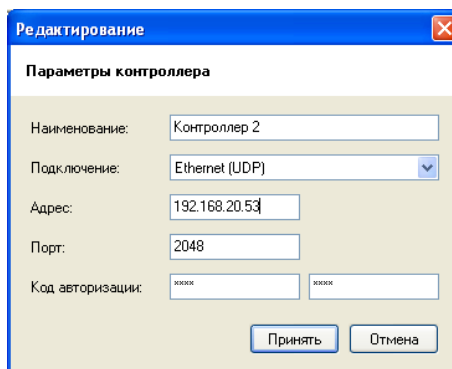 Редактирование
Параметры контроллера
Наименование: Контроллер 2
Подключение: Ethernet (UDP)
Адрес: 192.168.20.53
Порт: 2048
Код авторизации: **** ****
Принять Отмена